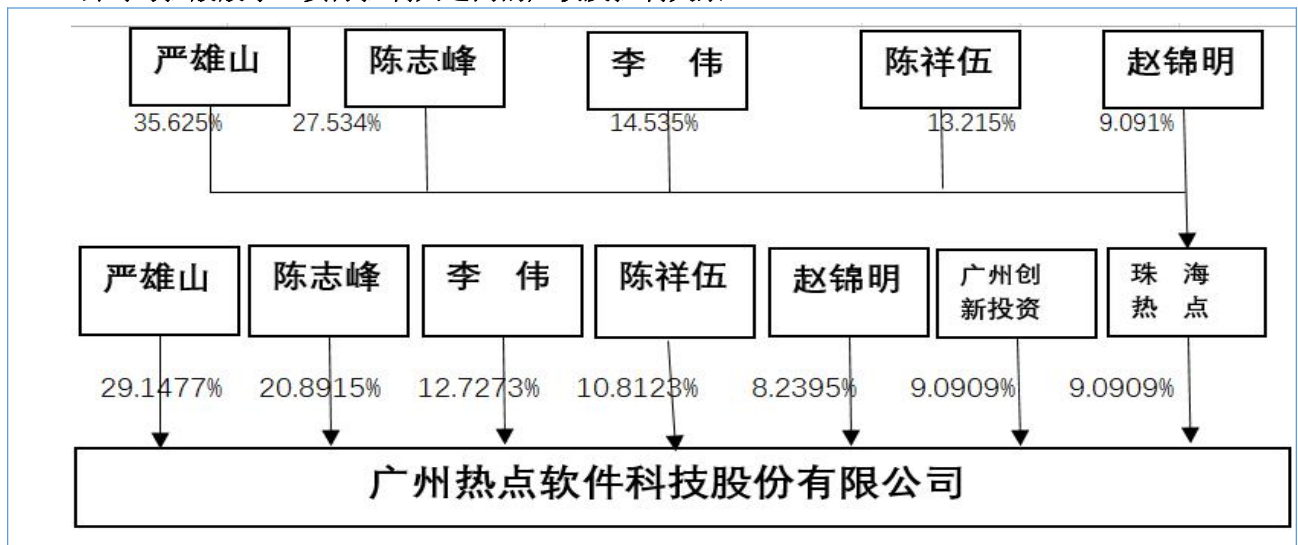 严雄山 陈志峰 李 伟 陈祥伍 赵锦明
35.625% 27.534% 14.535% 13.215% 9.091%
严雄山 陈志峰 李 伟 陈祥伍 赵锦明 广州创 珠 海
新投资 热 点
29.1477% 20.8915% 12.7273% 10.8123% 8.2395% 9.0909% 9.0909%
广州热点软件科技股份有限公司